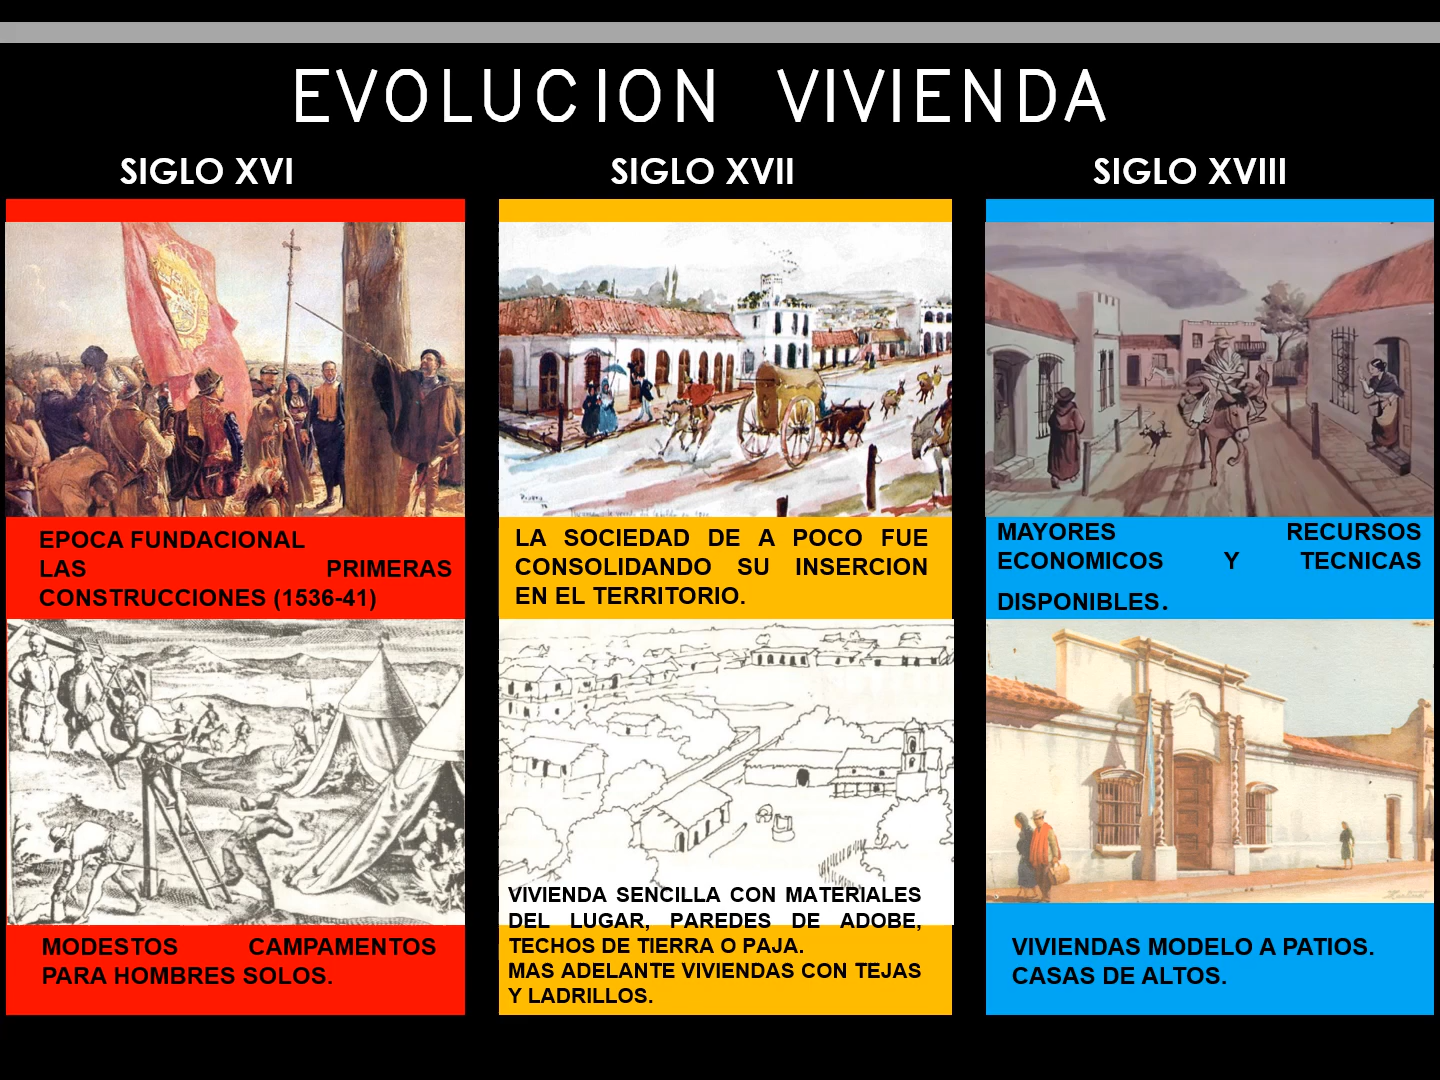 EVOLUCION VIVIENDA
SIGLO XVI
SIGLO XVII
SIGLO XVIII
EPOCA FUNDACIONAL
LAS PRIMERAS
CONSTRUCCIONES (1536-41)
LA SOCIEDAD DE A POCO FUE
CONSOLIDANDO SU INSERCION
EN EL TERRITORIO.
MAYORES RECURSOS
ECONOMICOS Y TECNICAS
DISPONIBLES.
MODESTOS CAMPAMENTOS
PARA HOMBRES SOLOS.
VIVIENDA SENCILLA CON MATERIALES
DEL LUGAR, PAREDES DE ADOBE,
TECHOS DE TIERRA O PAJA.
MAS ADELANTE VIVIENDAS CON TEJAS
Y LADRILLOS.
VIVIENDAS MODELO A PATIOS.
CASAS DE ALTOS.